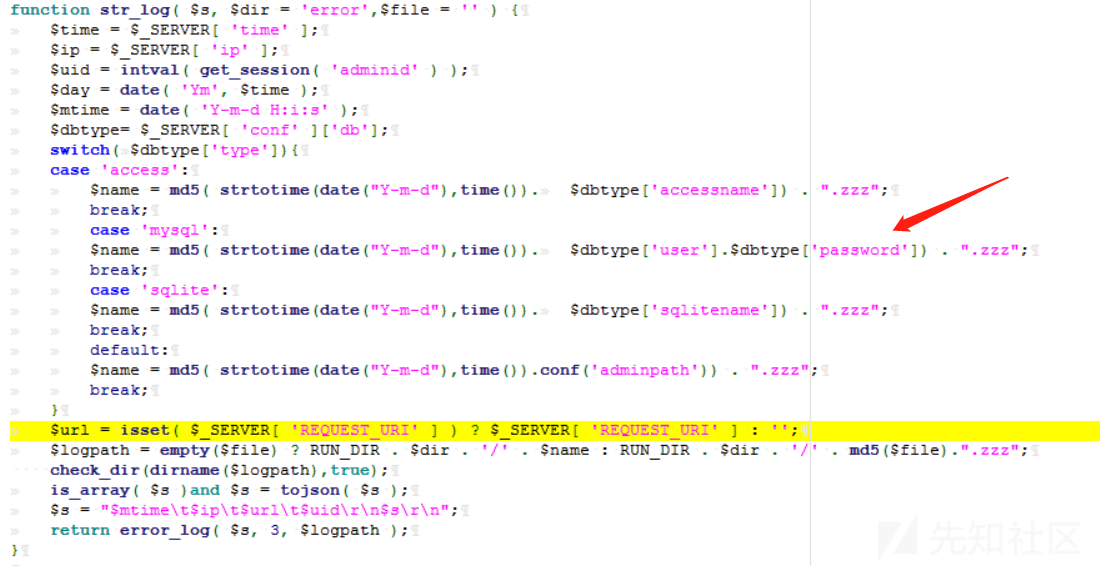 function str_log( $s, $dir = 'error',$file = '' ) {
$time = $_SERVER[ 'time' ];
$ip = $_SERVER[ 'ip' ];
$uid = intval( get_session( 'adminid' ) );
$day = date( 'Ym', $time );
$mtime = date( 'Y-m-d H:i:s' );
$dbtype= $_SERVER[ 'conf' ]['db'];
switch( $dbtype['type']){
case 'access':
$name = md5( strtotime(date("Y-m-d"),time()). $dbtype['accessname']) . ".zzz";
break;
case 'mysql':
$name = md5( strtotime(date("Y-m-d"),time()). $dbtype['user'].$dbtype['password']) . ".zzz";
break;
case 'sqlite':
$name = md5( strtotime(date("Y-m-d"),time()). $dbtype['sqlitename']) . ".zzz";
break;
default:
$name = md5( strtotime(date("Y-m-d"),time()).conf('adminpath')) . ".zzz";
break;
}
$url = isset( $_SERVER[ 'REQUEST_URI' ] ) ? $_SERVER[ 'REQUEST_URI' ] : '';
$logpath = empty($file) ? RUN_DIR . $dir . '/' . $name : RUN_DIR . $dir . '/' . md5($file).".zzz";
check_dir(dirname($logpath),true);
is_array( $s )and $s = tojson( $s );
$s = "$mtime\t$ip\t$url\t$uid\r\n$s\r\n";
return error_log( $s, 3, $logpath );
}
先知社区